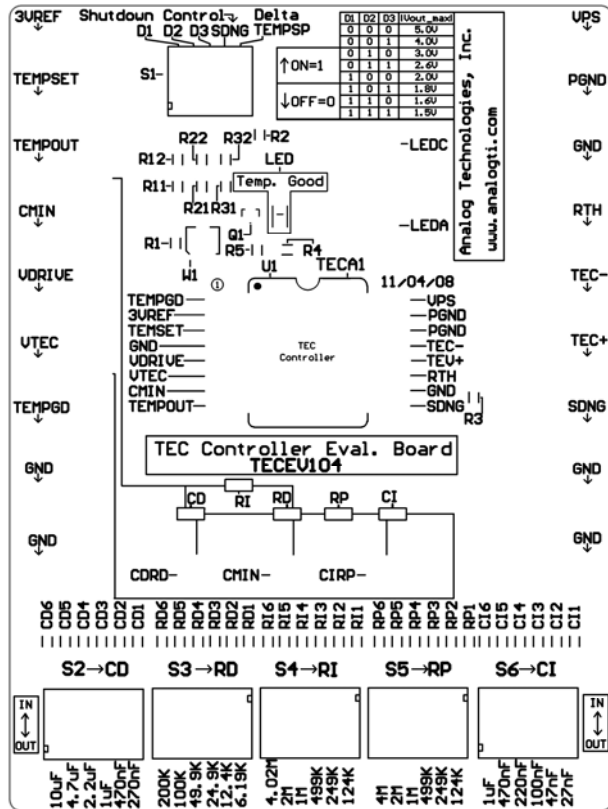 3VREF
TEMPSET
TEMPOUT
CMIN
VDRIVE
VTEC
TEMPGD
GND
GND
Shutdown Control
Delta
D1 D2 D3 SDNG TEMPSP
S1
↑ON=1
↓OFF=0
D1 D2 D3 |Vout_max|
0 0 0 5.0V
0 0 1 4.0V
0 1 0 3.0V
0 1 1 2.6V
1 0 0 2.0V
1 0 1 1.8V
1 1 0 1.6V
1 1 1 1.5V
Analog Technologies, Inc.
www.analogti.com
VPS
PGND
GND
RTH
TEC-
TEC+
SDNG
GND
GND
R22 R32 R2
R12
LED
LEDC
R11
Temp. Good
R21 R31
Q1
LEDA
R1
R5 R4
W1
U1
TECA1
1
11/04/08
TEMPGD
3VREF
TEMSET
GND
VDRIVE
VTEC
CMIN
TEMPOUT
TEC
Controller
VPS
PGND
PGND
TEC-
TEV+
RTH
GND
SDNG
R3
TEC Controller Eval. Board
TECEV104
CD RI RD RP CI
CDRD CMIN CIRP
CD6 CD5 CD4 CD3 CD2 CD1
RD6 RD5 RD4 RD3 RD2 RD1
RI6 RI5 RI4 RI3 RI2 RI1
RP6 RP5 RP4 RP3 RP2 RP1
CI6 CI5 CI4 CI3 CI2 CI1
S2→CD S3→RD S4→RI S5→RP S6→CI
IN
OUT
IN
OUT
10uF 4.7uF 2.2uF 1uF 470nF 270nF
200K 100K 49.9K 24.9K 12.4K 6.19K
4.02M 2M 1M 499K 249K 124K
4M 2M 1M 499K 249K 124K
1uF 470nF 220nF 100nF 47nF 27nF